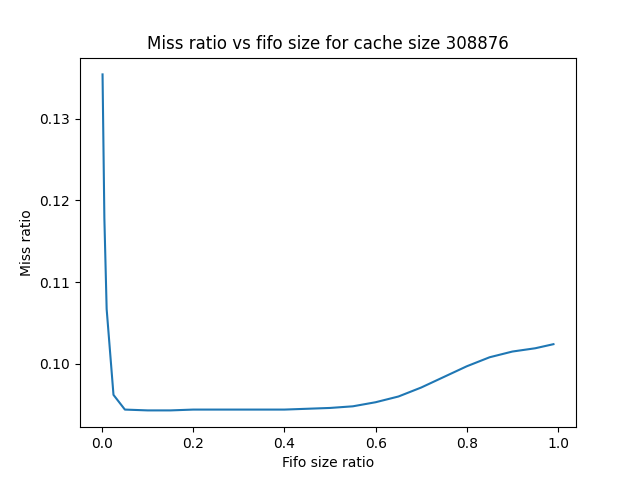 Miss ratio vs fifo size for cache size 308876
0.13
0.12
0.11
0.10
Miss ratio
0.0 0.2 0.4 0.6 0.8 1.0
Fifo size ratio